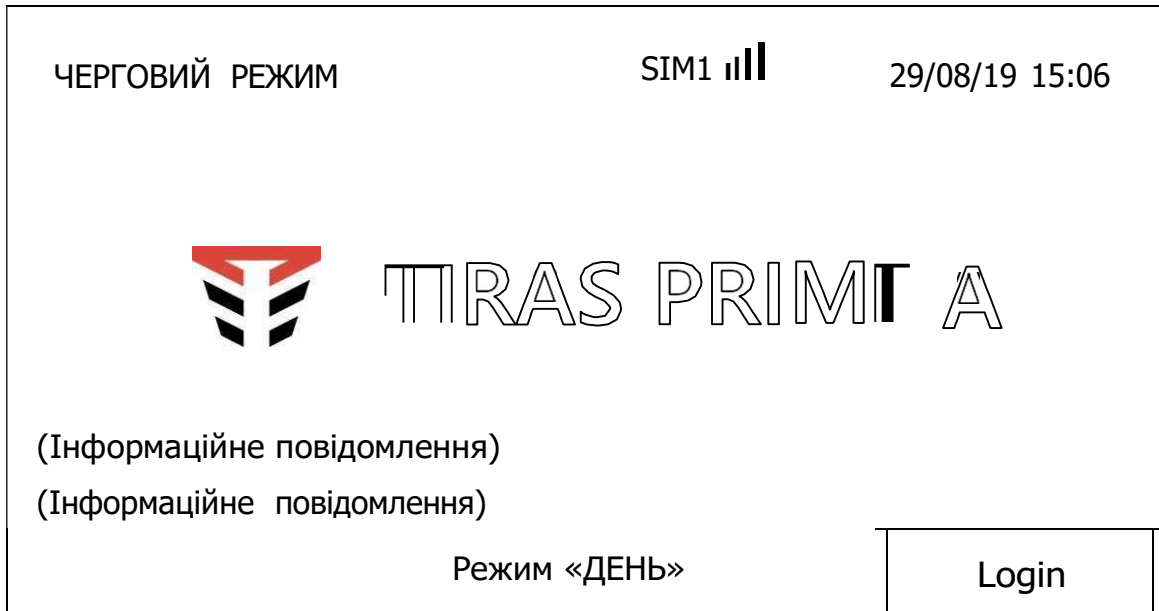 ЧЕРГОВИЙ РЕЖИМ SIM1 29/08/19 15:06
TIRAS PRIMA
(Інформаційне повідомлення)
(Інформаційне повідомлення)
Режим «ДЕНЬ» Login